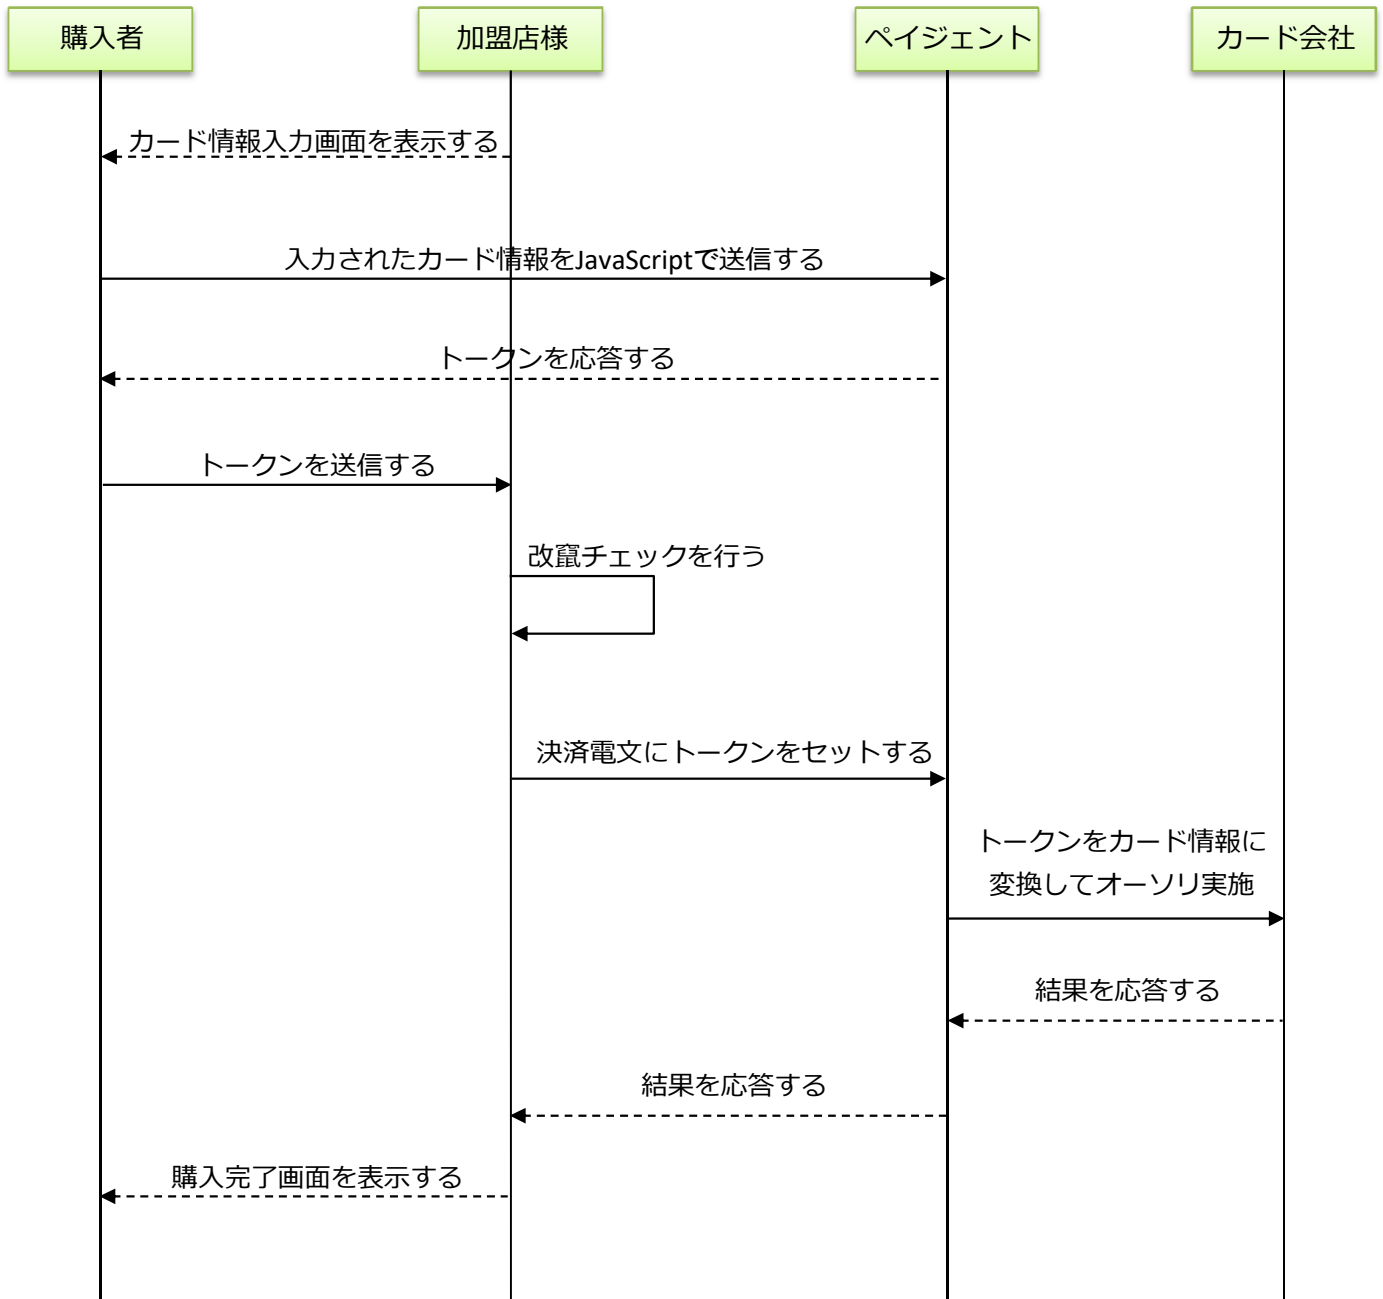 購入者
加盟店様
ペイジェント
カード会社
カード情報入力画面を表示する
入力されたカード情報をJavaScriptで送信する
トークンを応答する
トークンを送信する
改竄チェックを行う
決済電文にトークンをセットする
トークンをカード情報に
変換してオーソリ実施
結果を応答する
結果を応答する
購入完了画面を表示する